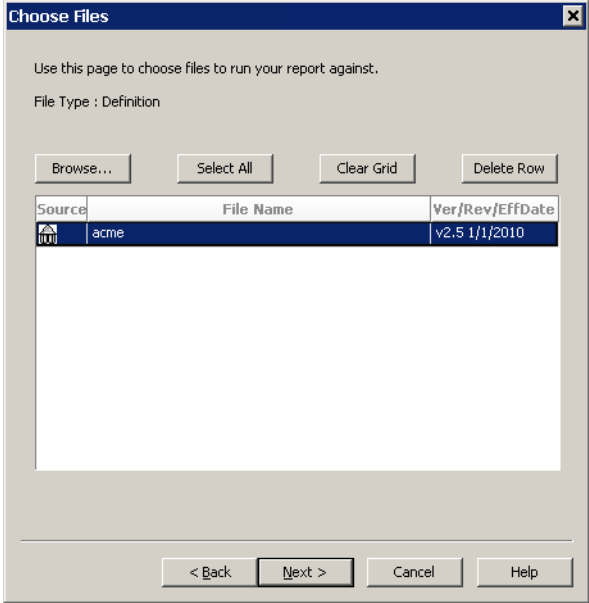 Choose Files
Use this page to choose files to run your report against.
File Type : Definition
Browse... Select All Clear Grid Delete Row
Source File Name Ver/Rev/EffDate
acme v2.5 1/1/2010
< Back Next > Cancel Help